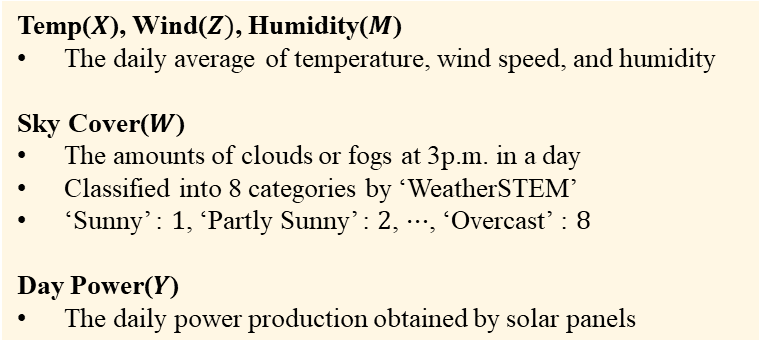 Temp(X), Wind(Z), Humidity(M)
• The daily average of temperature, wind speed, and humidity
Sky Cover(W)
• The amounts of clouds or fogs at 3p.m. in a day
• Classified into 8 categories by ‘WeatherSTEM’
• ‘Sunny’ : 1, ‘Partly Sunny’ : 2, ⋯, ‘Overcast’ : 8
Day Power(Y)
• The daily power production obtained by solar panels